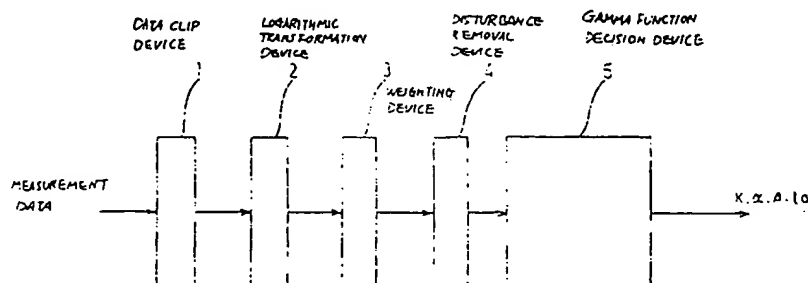 DATA CLIP
DEVICE
1
LOGARITHMIC
TRANSFORMATION
DEVICE
2
3
WEIGHTING
DEVICE
DISTURBANCE
REMOVAL
DEVICE
4
GAMMA FUNCTION
DECISION DEVICE
5
MEASUREMENT
DATA